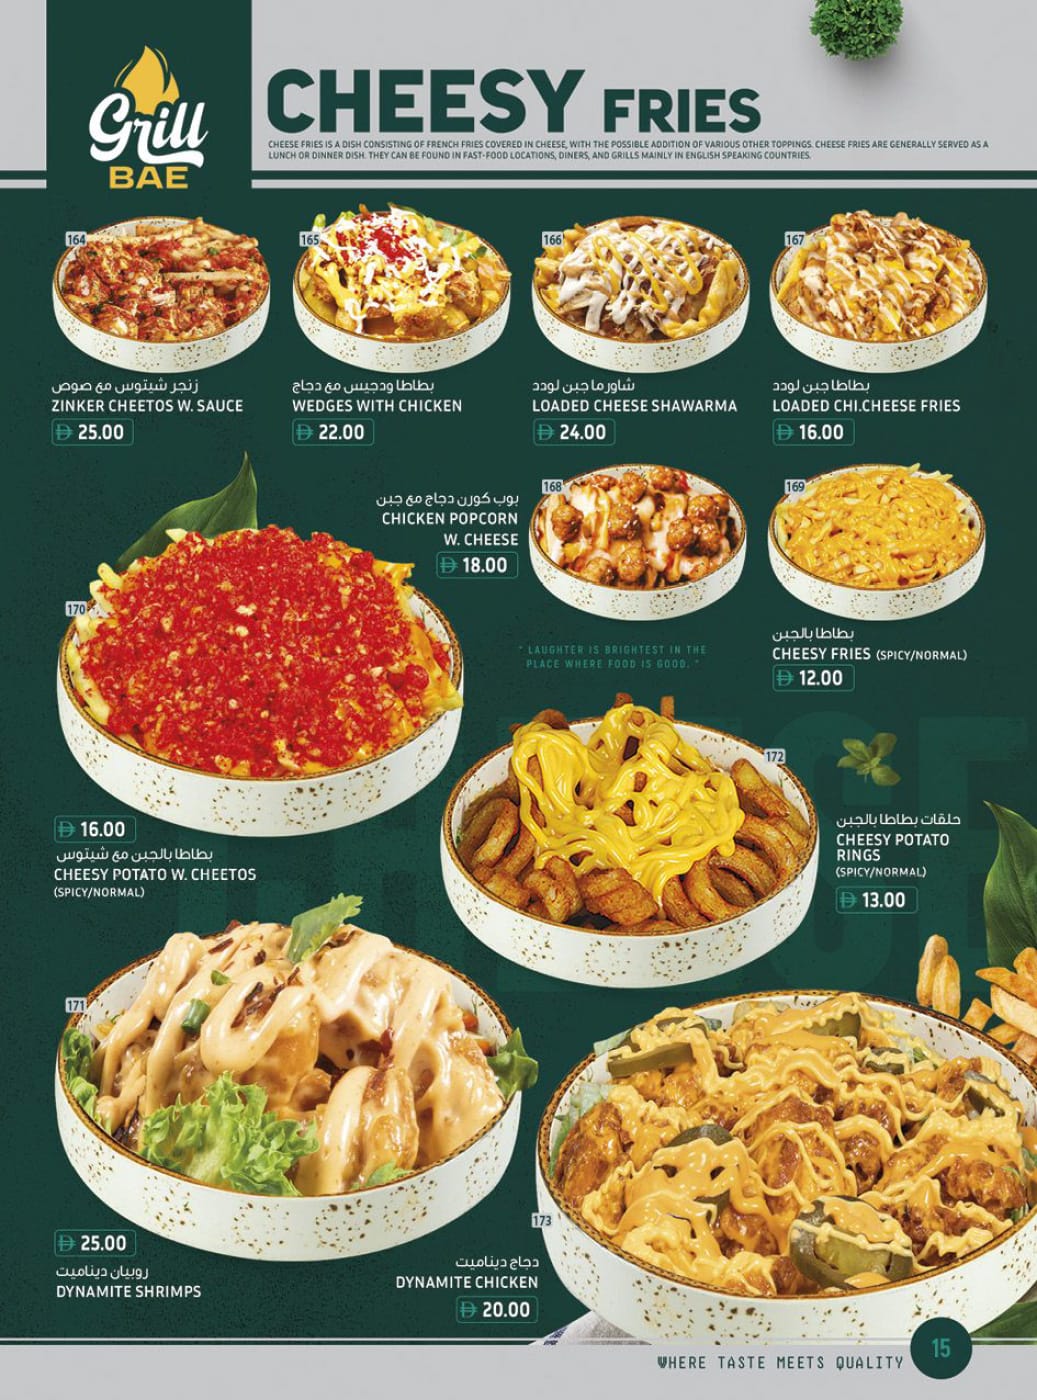 Grill
BAE
CHEESY FRIES
CHEESE FRIES IS A DISH CONSISTING OF FRENCH FRIES COVERED IN CHEESE, WITH THE POSSIBLE ADDITION OF VARIOUS OTHER TOPPINGS. CHEESE FRIES ARE GENERALLY SERVED AS A
LUNCH OR DINNER DISH. THEY CAN BE FOUND IN FAST-FOOD LOCATIONS, DINERS, AND GRILLS MAINLY IN ENGLISH SPEAKING COUNTRIES.
164
زنجر شيتوس مع صوص
ZINKER CHEETOS W. SAUCE
25.00
165
بطاطا ودجيس مع دجاج
WEDGES WITH CHICKEN
22.00
166
شاورما جبن لودد
LOADED CHEESE SHAWARMA
24.00
167
بطاطا جبن لودد
LOADED CHI.CHEESE FRIES
16.00
168
بوب كورن دجاج مع جبن
CHICKEN POPCORN
W. CHEESE
18.00
169
بطاطا بالجبن
CHEESY FRIES (SPICY/NORMAL)
12.00
" LAUGHTER IS BRIGHTEST IN THE
PLACE WHERE FOOD IS GOOD. "
170
16.00
بطاطا بالجبن مع شيتوس
CHEESY POTATO W. CHEETOS
(SPICY/NORMAL)
172
حلقات بطاطا بالجبن
CHEESY POTATO
RINGS
(SPICY/NORMAL)
13.00
171
25.00
روبيان ديناميت
DYNAMITE SHRIMPS
173
دجاج ديناميت
DYNAMITE CHICKEN
20.00
WHERE TASTE MEETS QUALITY
15